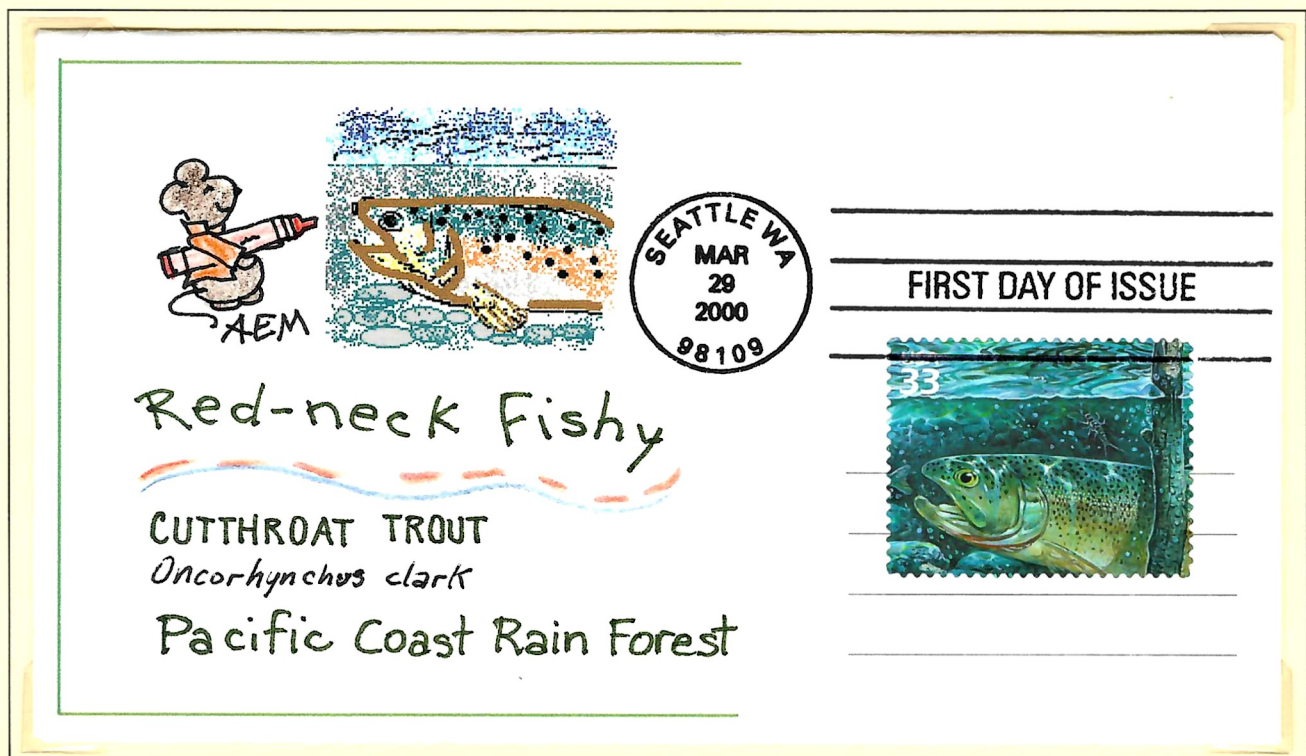 AEM
SEATTLE WA
MAR
29
2000
98109
FIRST DAY OF ISSUE
33
Red-neck Fishy
CUTTHROAT TROUT
Oncorhynchus clark
Pacific Coast Rain Forest